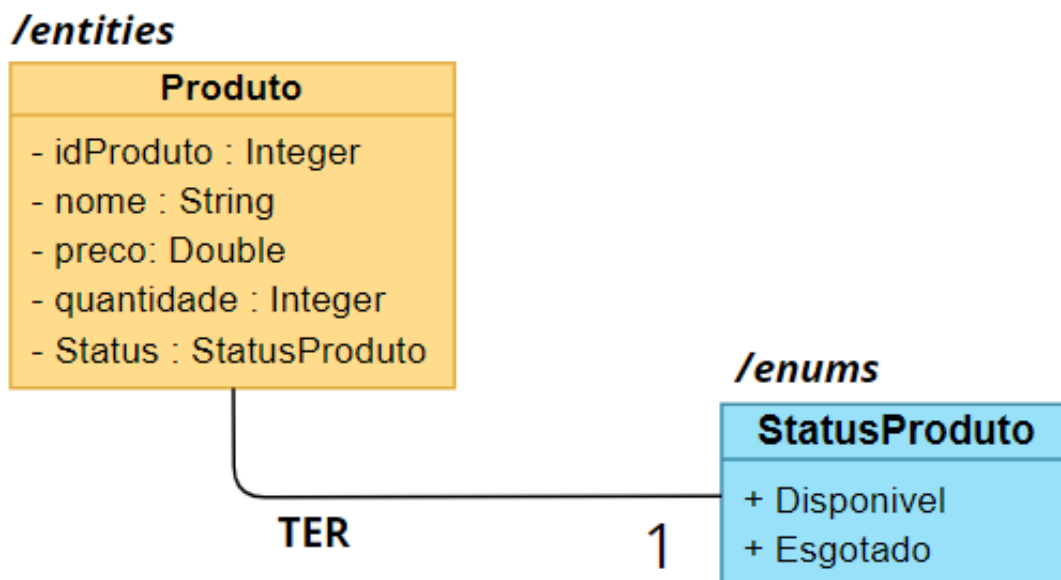 /entities
Produto
- idProduto : Integer
- nome : String
- preco: Double
- quantidade : Integer
- Status : StatusProduto
/enums
StatusProduto
+ Disponivel
+ Esgotado
TER
1